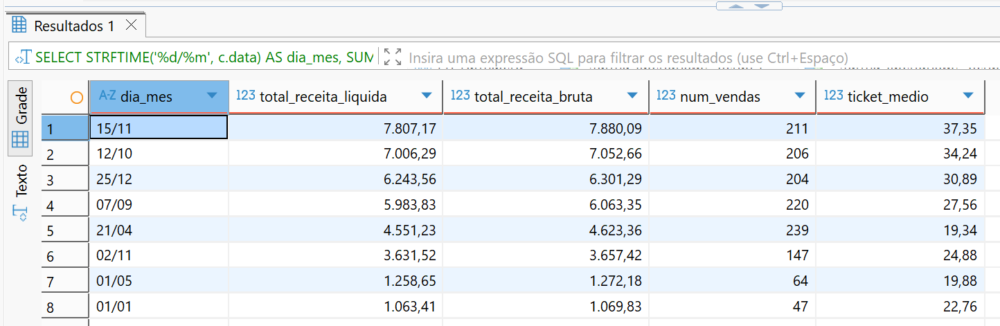 Resultados 1
SELECT STRFTIME('%d/%m', c.data) AS dia_mes, SUM
Insira uma expressão SQL para filtrar os resultados (use Ctrl+Espaço)
Grade
Texto
A-Z dia_mes 123 total_receita_liquida 123 total_receita_bruta 123 num_vendas 123 ticket_medio
1 15/11 7.807,17 7.880,09 211 37,35
2 12/10 7.006,29 7.052,66 206 34,24
3 25/12 6.243,56 6.301,29 204 30,89
4 07/09 5.983,83 6.063,35 220 27,56
5 21/04 4.551,23 4.623,36 239 19,34
6 02/11 3.631,52 3.657,42 147 24,88
7 01/05 1.258,65 1.272,18 64 19,88
8 01/01 1.063,41 1.069,83 47 22,76